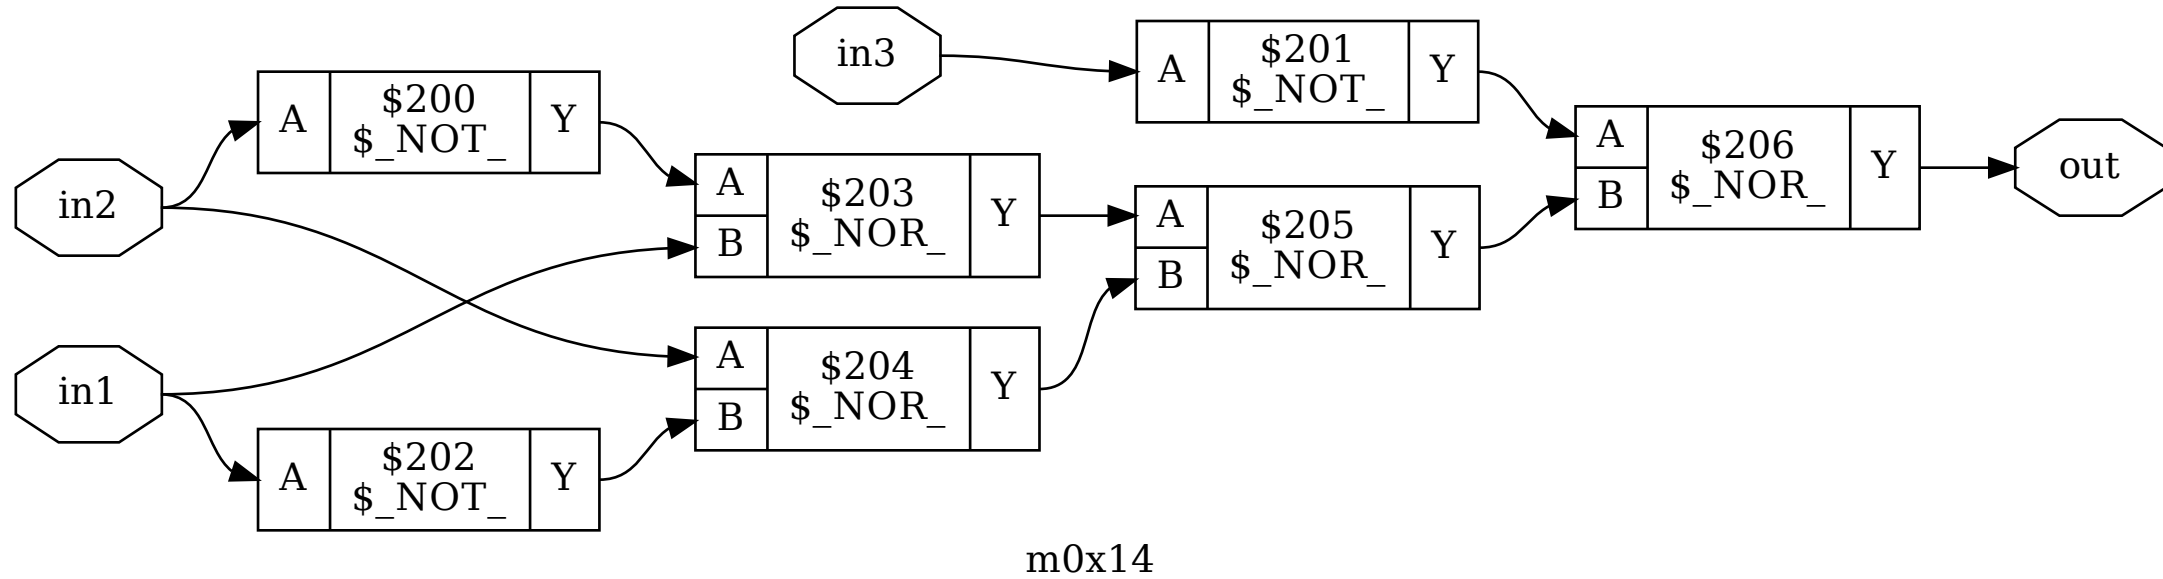 in3
A
$201
$_NOT_
Y
A
$200
$_NOT_
Y
A
B
$206
$_NOR_
Y
out
in2
A
B
$203
$_NOR_
Y
A
B
$205
$_NOR_
Y
in1
A
B
$204
$_NOR_
Y
A
$202
$_NOT_
Y
m0x14